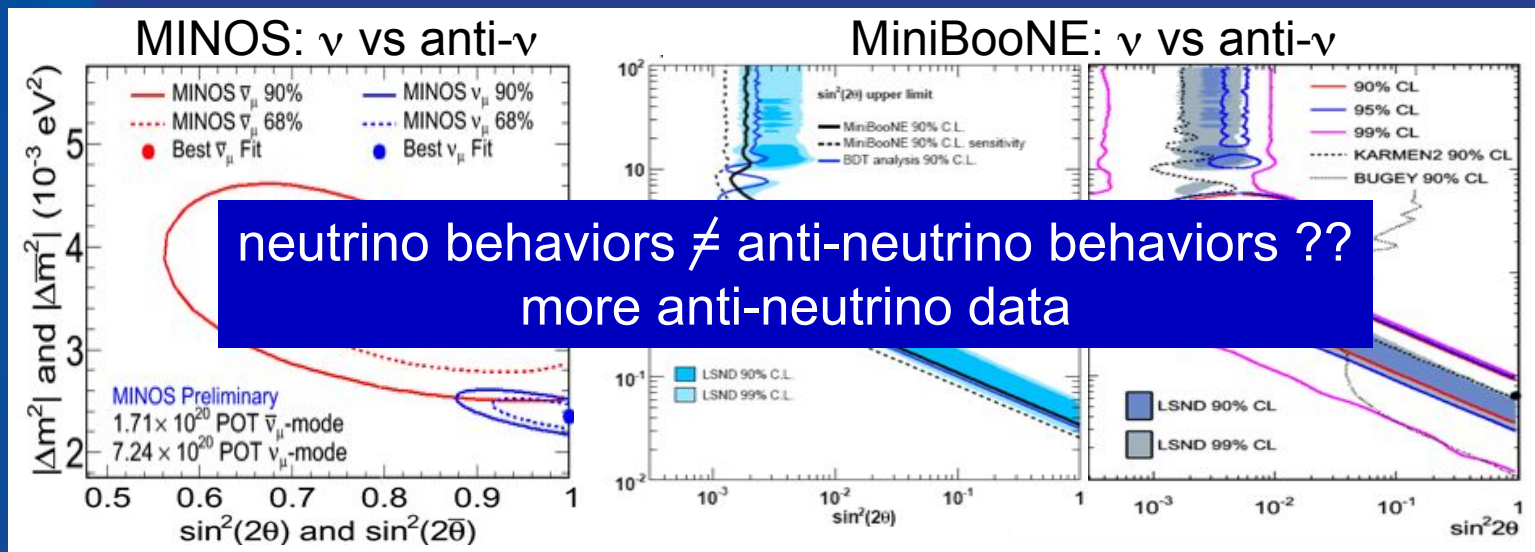 MINOS: ν vs anti-ν
MiniBooNE: ν vs anti-ν
|Δm²| and |Δm̅²| (10⁻³ eV²)
MINOS ν̅μ 90%
MINOS ν̅μ 68%
Best ν̅μ Fit
MINOS νμ 90%
MINOS νμ 68%
Best νμ Fit
5
4
3
2
MINOS Preliminary
1.71× 10²⁰ POT ν̅μ-mode
7.24 × 10²⁰ POT νμ-mode
0.5 0.6 0.7 0.8 0.9 1
sin²(2θ) and sin²(2θ̅)
neutrino behaviors ≠ anti-neutrino behaviors ??
more anti-neutrino data
10²
10
10⁻¹
10⁻²
sin²(2θ) upper limit
MiniBooNE 90% C.L.
MiniBooNE 90% C.L. sensitivity
BDT analysis 90% C.L.
LSND 90% C.L.
LSND 99% C.L.
10⁻³ 10⁻² 10⁻¹ 1
sin²(2θ)
90% CL
95% CL
99% CL
KARMEN2 90% CL
BUGEY 90% CL
LSND 90% CL
LSND 99% CL
10⁻³ 10⁻² 10⁻¹ 1
sin²2θ